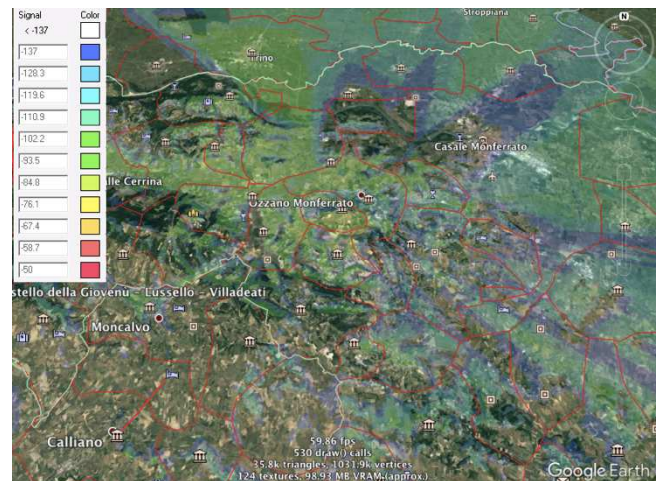 Signal Color
< -137
-137
-128.3
-119.6
-110.9
-102.2
-93.5
-84.8
-76.1
-67.4
-58.7
-50
N
Stroppiana
Trino
Casale Monferrato
alle Cerrina
Ozzano Monferrato
stello della Giovenù - Lussello - Villadeati
Moncalvo
Calliano
59.86 fps
530 draw() calls
35.8k triangles, 1031.9k vertices
124 textures, 98.93 MB VRAM (approx.)
Google Earth